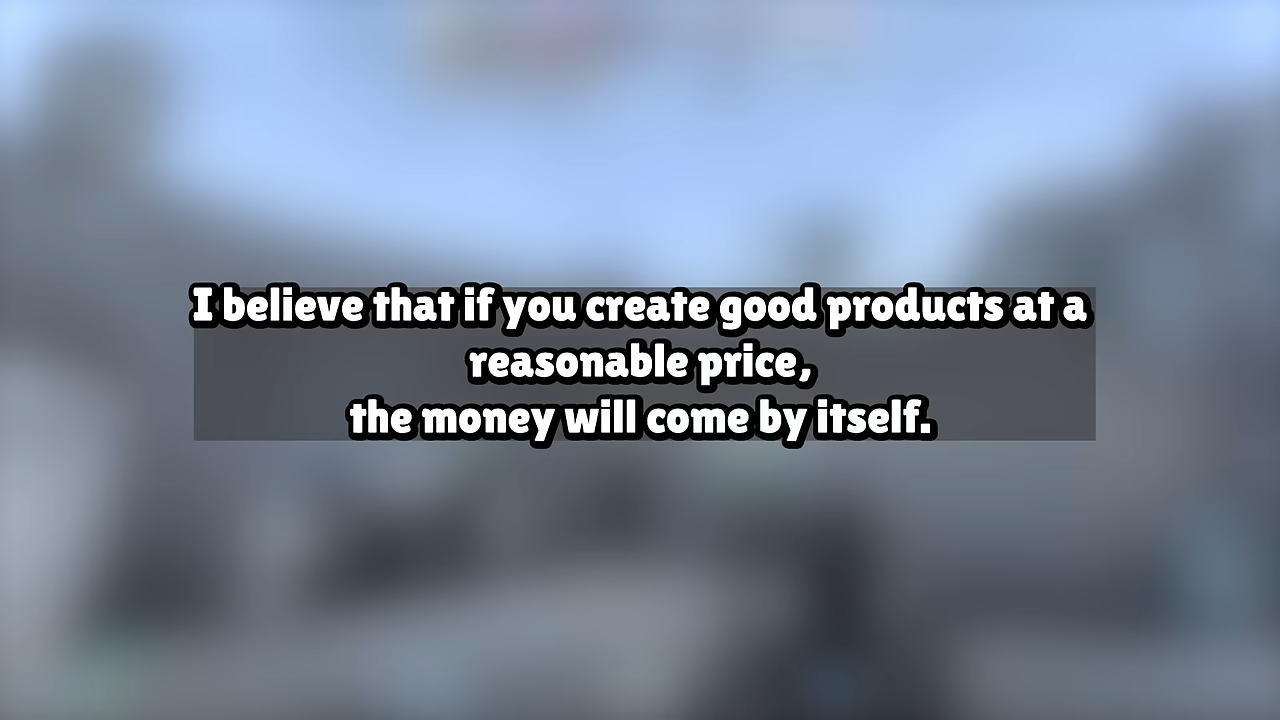 I believe that if you create good products at a
reasonable price,
the money will come by itself.